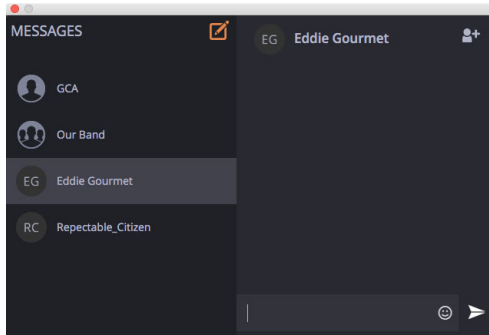 MESSAGES
GCA
Our Band
EG Eddie Gourmet
RC Repectable_Citizen
EG Eddie Gourmet